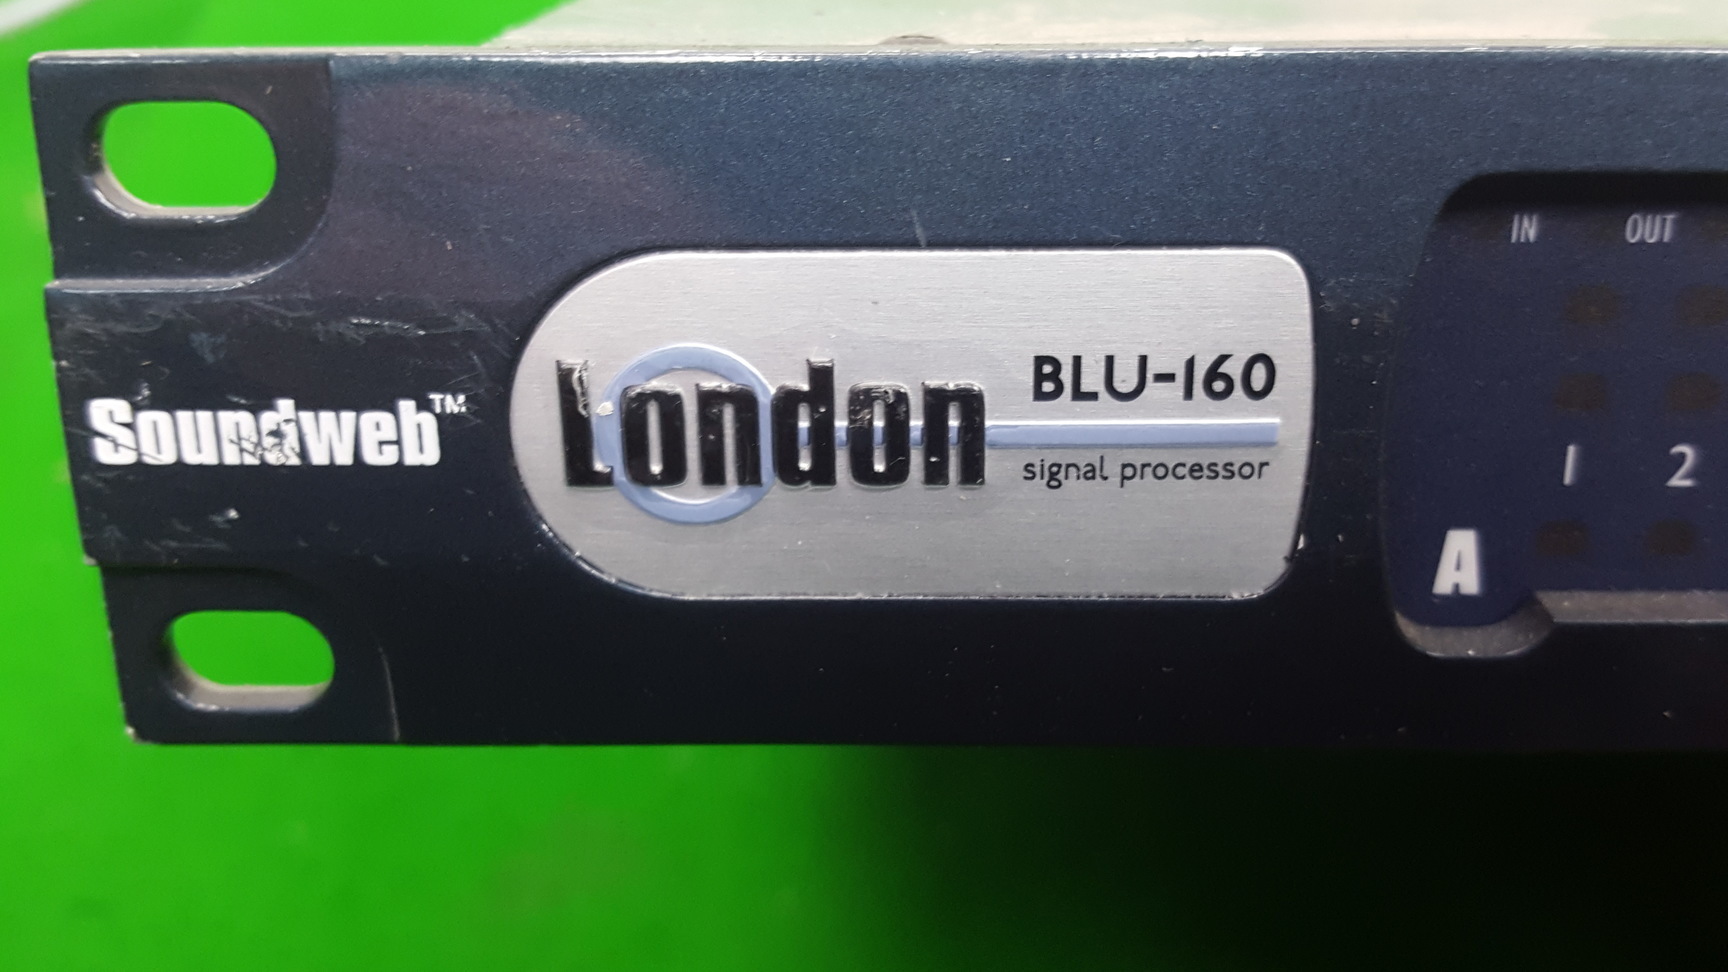 Soundweb™
London
BLU-160
signal processor
IN OUT
1 2
A